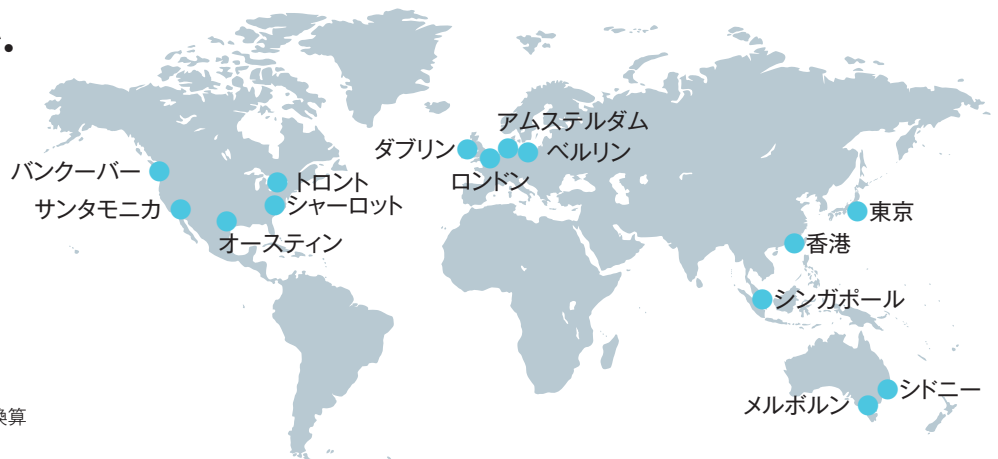 アムステルダム
ダブリン
ベルリン
ロンドン
バンクーバー
トロント
サンタモニカ
シャーロット
オースティン
東京
香港
シンガポール
シドニー
メルボルン
換算